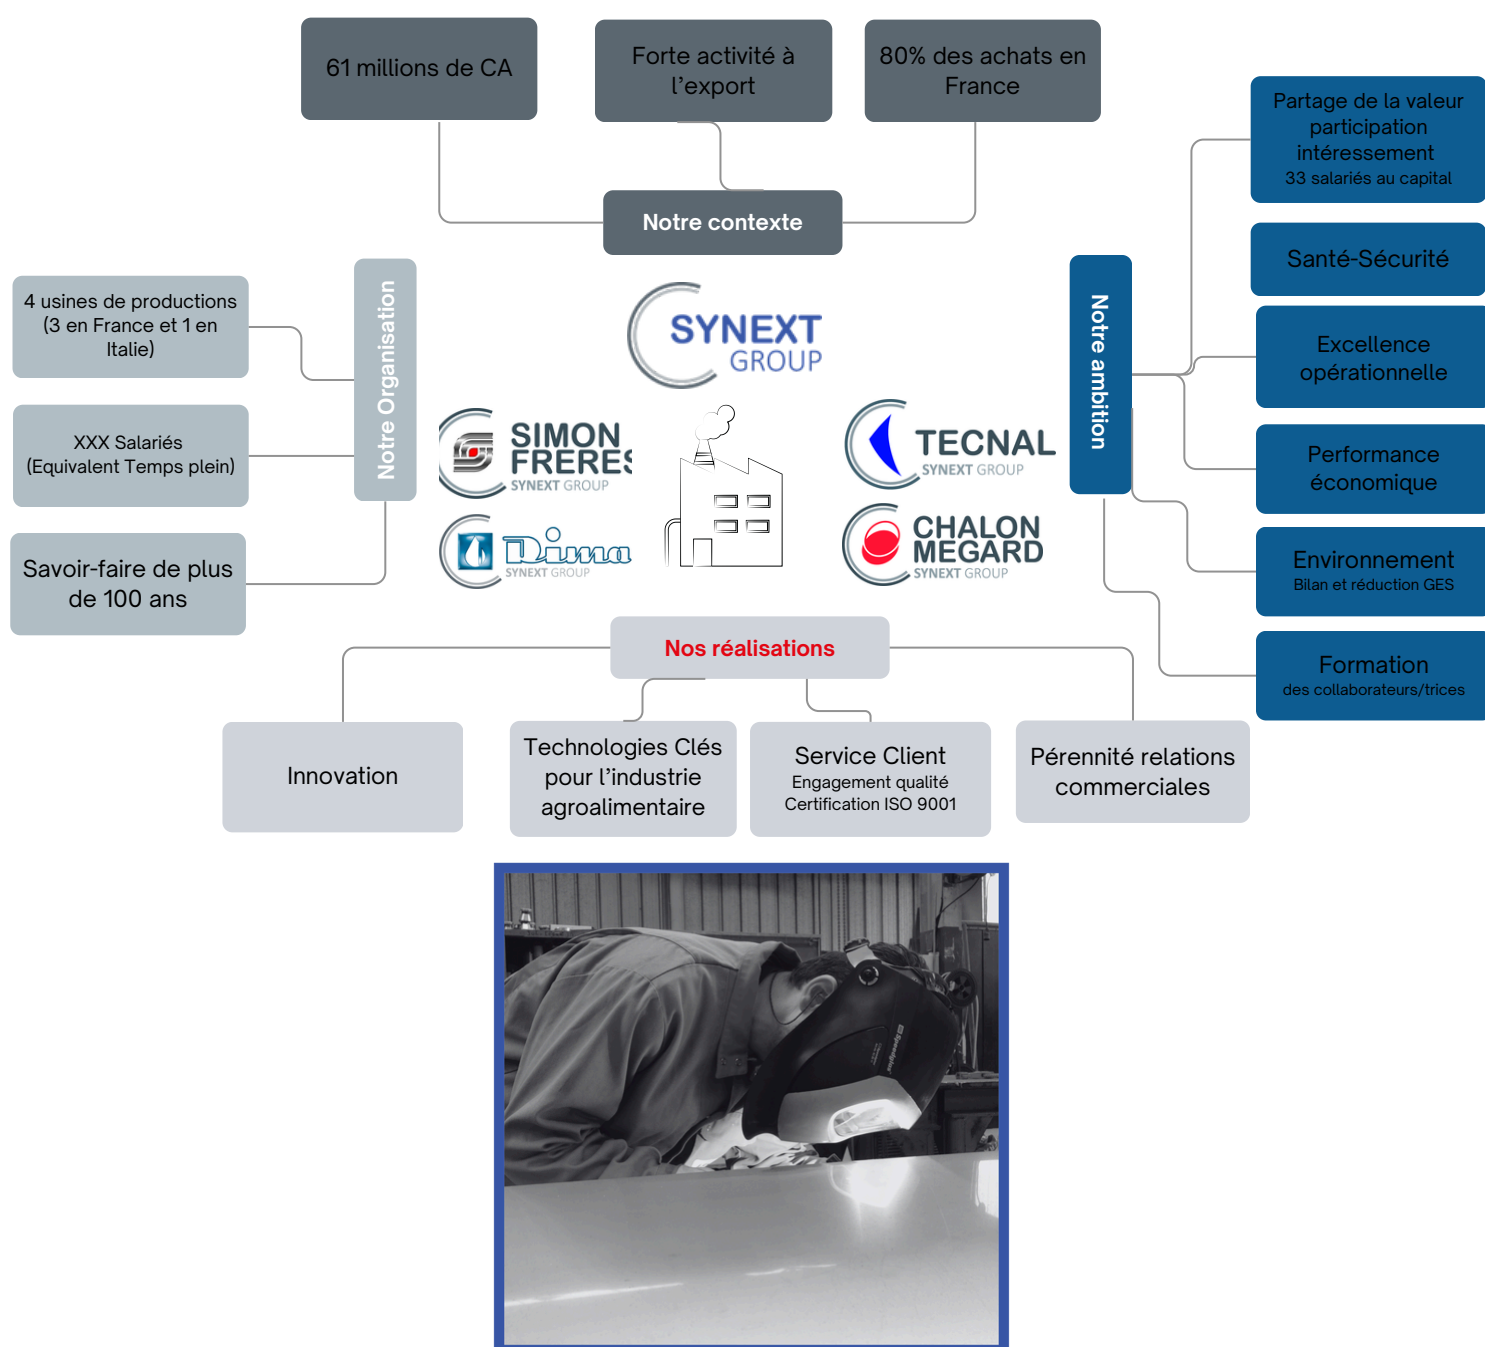 61 millions de CA
Forte activité à
l'export
80% des achats en
France
Notre contexte
Partage de la valeur
participation
intéressement
33 salariés au capital
Santé-Sécurité
Excellence
opérationnelle
Performance
économique
Environnement
Bilan et réduction GES
Formation
des collaborateurs/trices
Notre ambition
4 usines de productions
(3 en France et 1 en
Italie)
XXX Salariés
(Equivalent Temps plein)
Savoir-faire de plus
de 100 ans
Notre Organisation
SYNEXT
GROUP
SIMON
FRERES
SYNEXT GROUP
Dima
SYNEXT GROUP
TECNAL
SYNEXT GROUP
CHALON
MEGARD
SYNEXT GROUP
Nos réalisations
Innovation
Technologies Clés
pour l'industrie
agroalimentaire
Service Client
Engagement qualité
Certification ISO 9001
Pérennité relations
commerciales
Speedglas